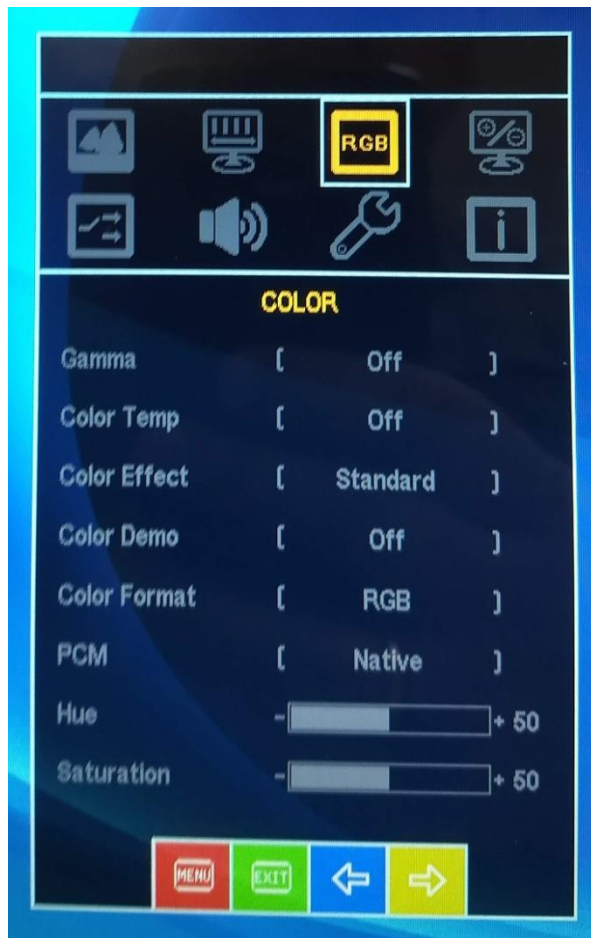 RGB
COLOR
Gamma [ Off ]
Color Temp [ Off ]
Color Effect [ Standard ]
Color Demo [ Off ]
Color Format [ RGB ]
PCM [ Native ]
Hue - + 50
Saturation - + 50
MENU EXIT